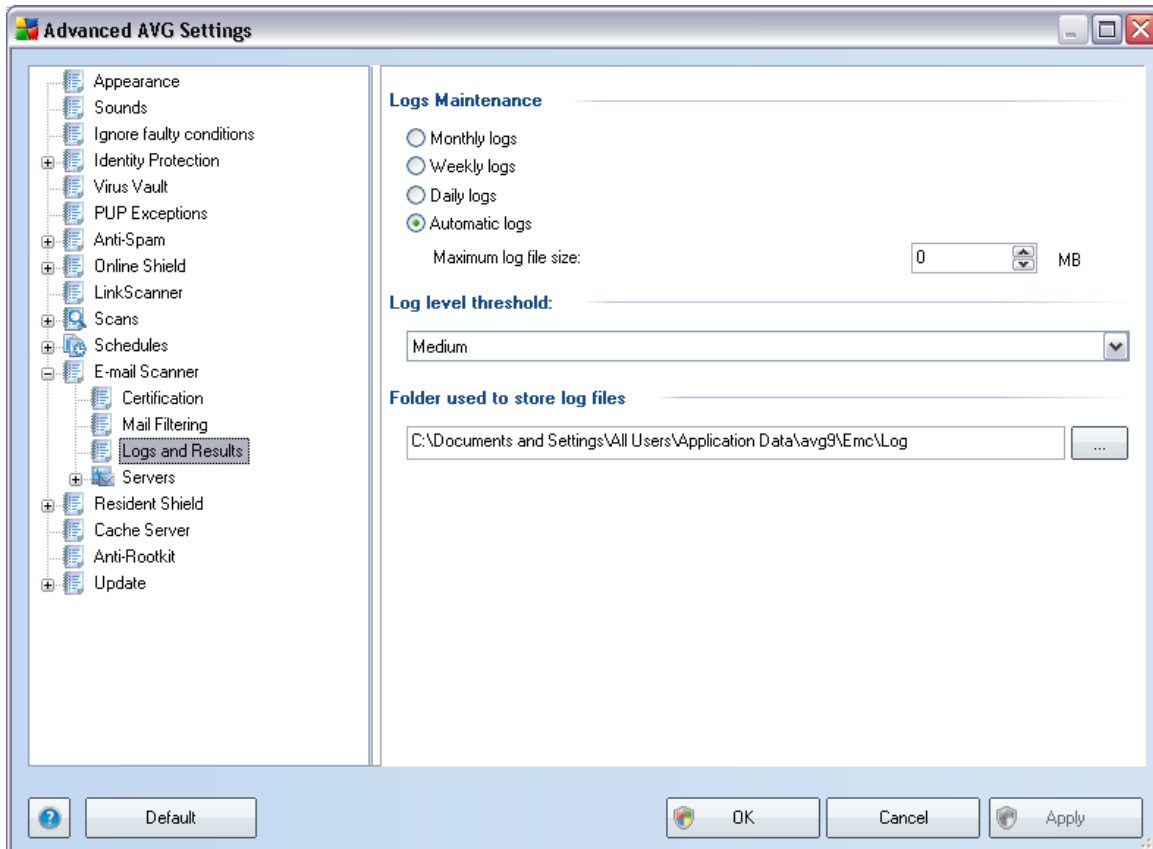 Advanced AVG Settings
Appearance
Sounds
Ignore faulty conditions
Identity Protection
Virus Vault
PUP Exceptions
Anti-Spam
Online Shield
LinkScanner
Scans
Schedules
E-mail Scanner
Certification
Mail Filtering
Logs and Results
Servers
Resident Shield
Cache Server
Anti-Rootkit
Update
Logs Maintenance
Monthly logs
Weekly logs
Daily logs
Automatic logs
Maximum log file size: 0 MB
Log level threshold:
Medium
Folder used to store log files
C:\Documents and Settings\All Users\Application Data\avg9\Emc\Log ...
? Default OK Cancel Apply